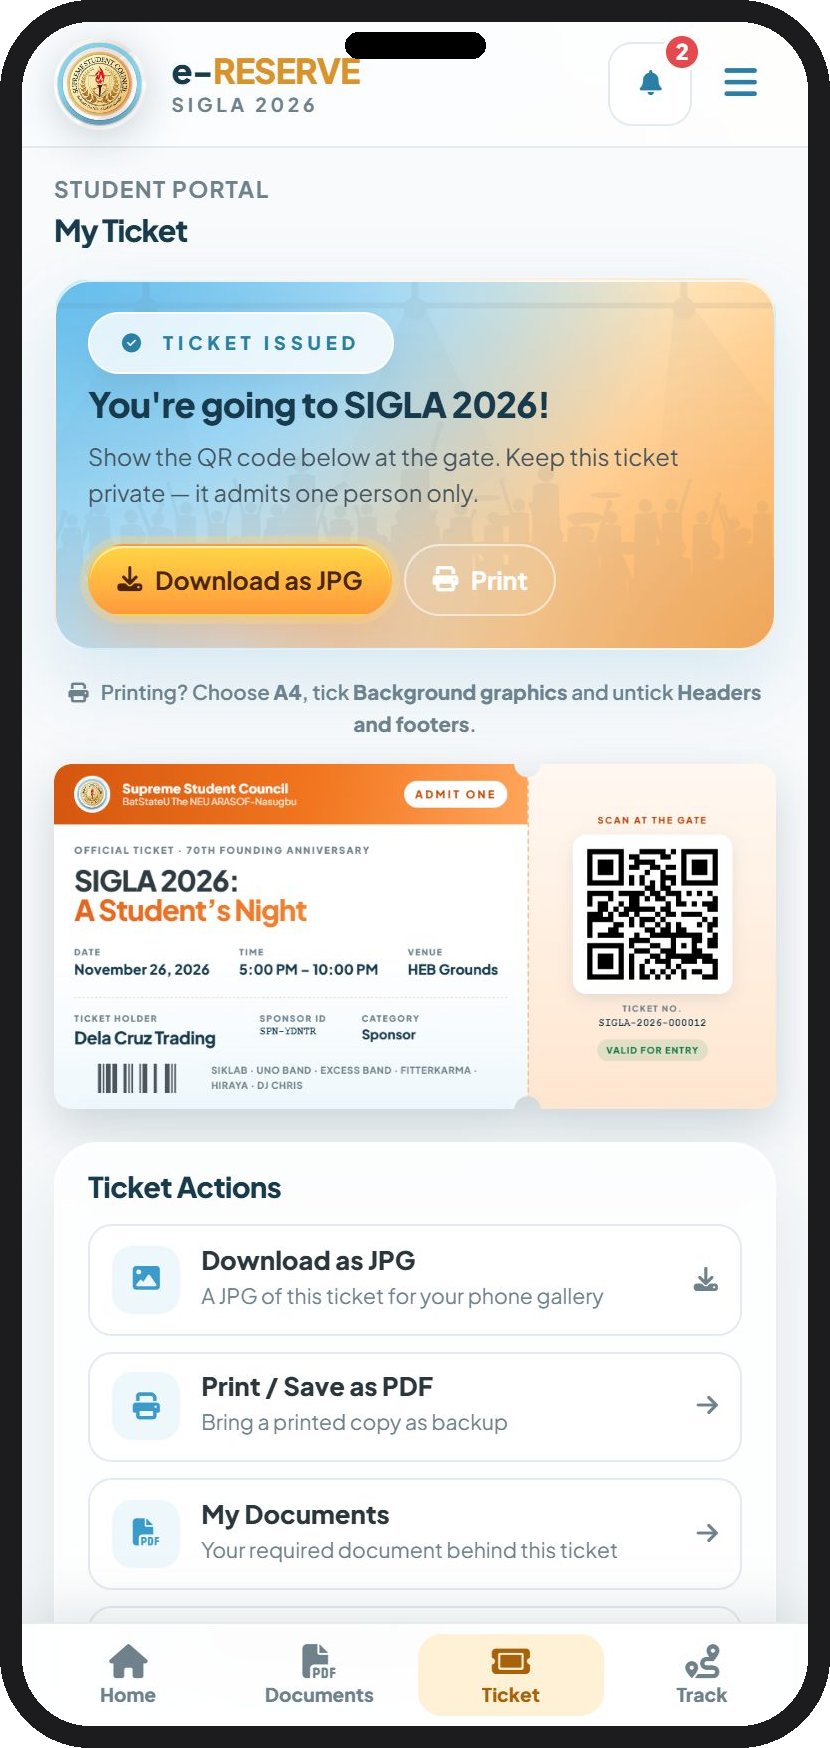 e-RESERVE
SIGLA 2026
2
STUDENT PORTAL
My Ticket
TICKET ISSUED
You're going to SIGLA 2026!
Show the QR code below at the gate. Keep this ticket
private — it admits one person only.
Download as JPG
Print
Printing? Choose A4, tick Background graphics and untick Headers
and footers.
Supreme Student Council
BatStateU The NEU ARASOF-Nasugbu
ADMIT ONE
OFFICIAL TICKET · 70TH FOUNDING ANNIVERSARY
SIGLA 2026:
A Student’s Night
DATE
November 26, 2026
TIME
5:00 PM – 10:00 PM
VENUE
HEB Grounds
TICKET HOLDER
Dela Cruz Trading
SPONSOR ID
SPN-YDNTR
CATEGORY
Sponsor
SIKLAB · UNO BAND · EXCESS BAND · FITTERKARMA ·
HIRAYA · DJ CHRIS
SCAN AT THE GATE
TICKET NO.
SIGLA-2026-000012
VALID FOR ENTRY
Ticket Actions
Download as JPG
A JPG of this ticket for your phone gallery
Print / Save as PDF
Bring a printed copy as backup
PDF
My Documents
Your required document behind this ticket
Home
PDF
Documents
Ticket
Track